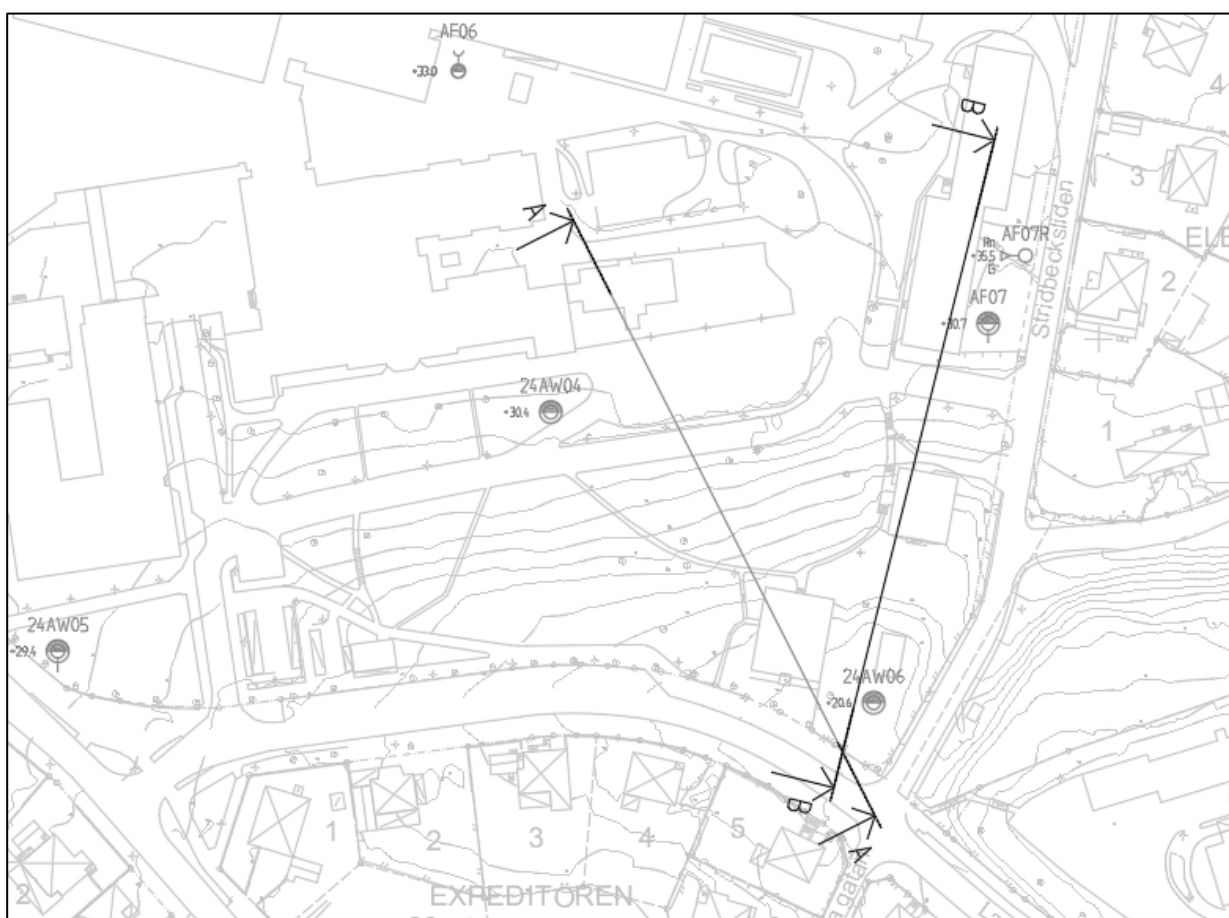 AF06
+33.0
4
B
3
A
Stridbecksliden
AF07R
Rn
+35.5
G
ELE
2
AF07
+30.7
24AW04
+30.4
1
24AW05
+29.4
24AW06
+20.6
B
1
2
3
4
5
A
2
EXPEDITÖREN